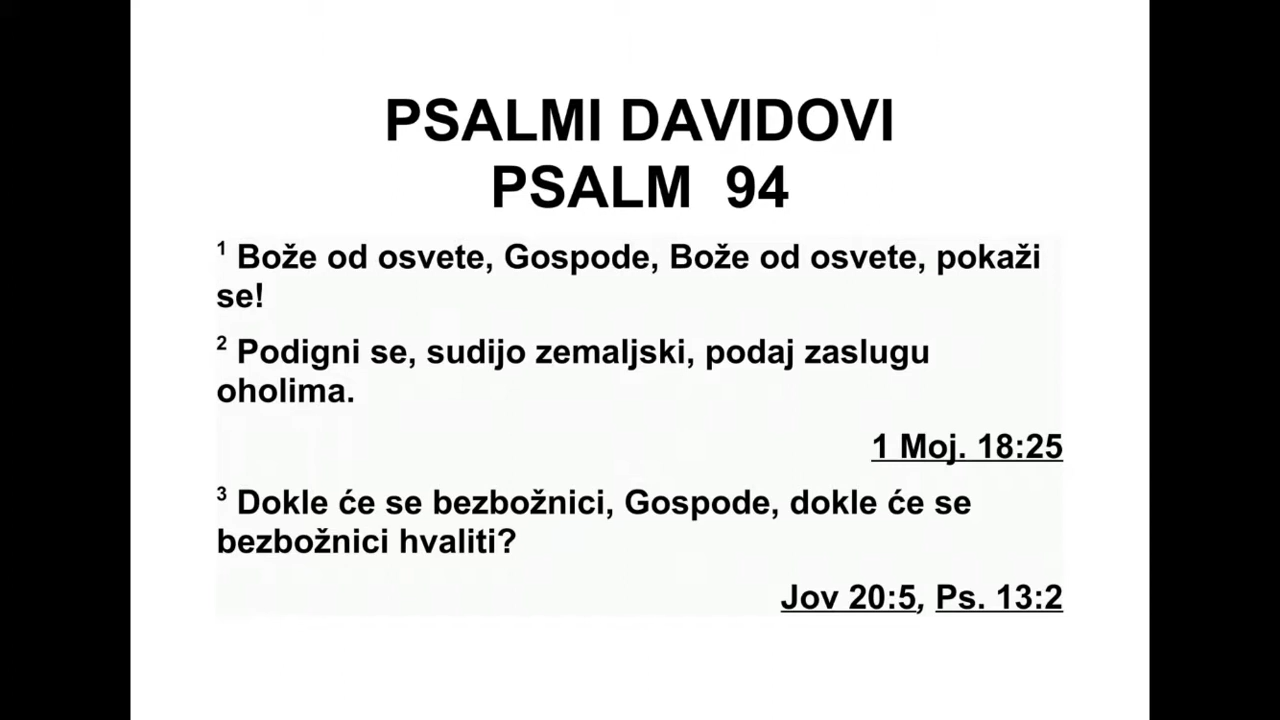 PSALMI DAVIDOVI
PSALM 94
1 Bože od osvete, Gospode, Bože od osvete, pokaži
se!
2 Podigni se, sudijo zemaljski, podaj zaslugu
oholima.
1 Moj. 18:25
3 Dokle će se bezbožnici, Gospode, dokle će se
bezbožnici hvaliti?
Jov 20:5, Ps. 13:2